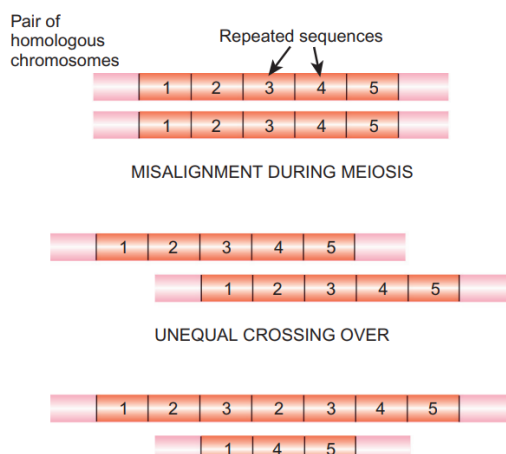 Pair of
homologous
chromosomes
Repeated sequences
1 2 3 4 5
1 2 3 4 5
MISALIGNMENT DURING MEIOSIS
1 2 3 4 5
1 2 3 4 5
UNEQUAL CROSSING OVER
1 2 3 2 3 4 5
1 4 5